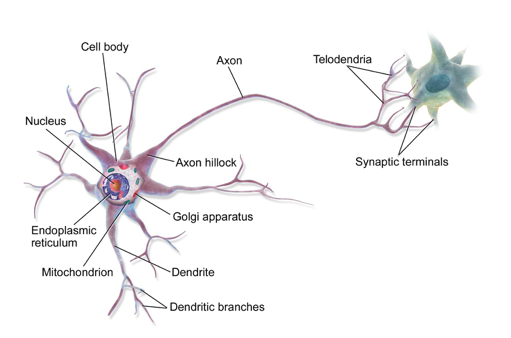 Cell body
Axon
Telodendria
Nucleus
Axon hillock
Synaptic terminals
Golgi apparatus
Endoplasmic
reticulum
Mitochondrion
Dendrite
Dendritic branches